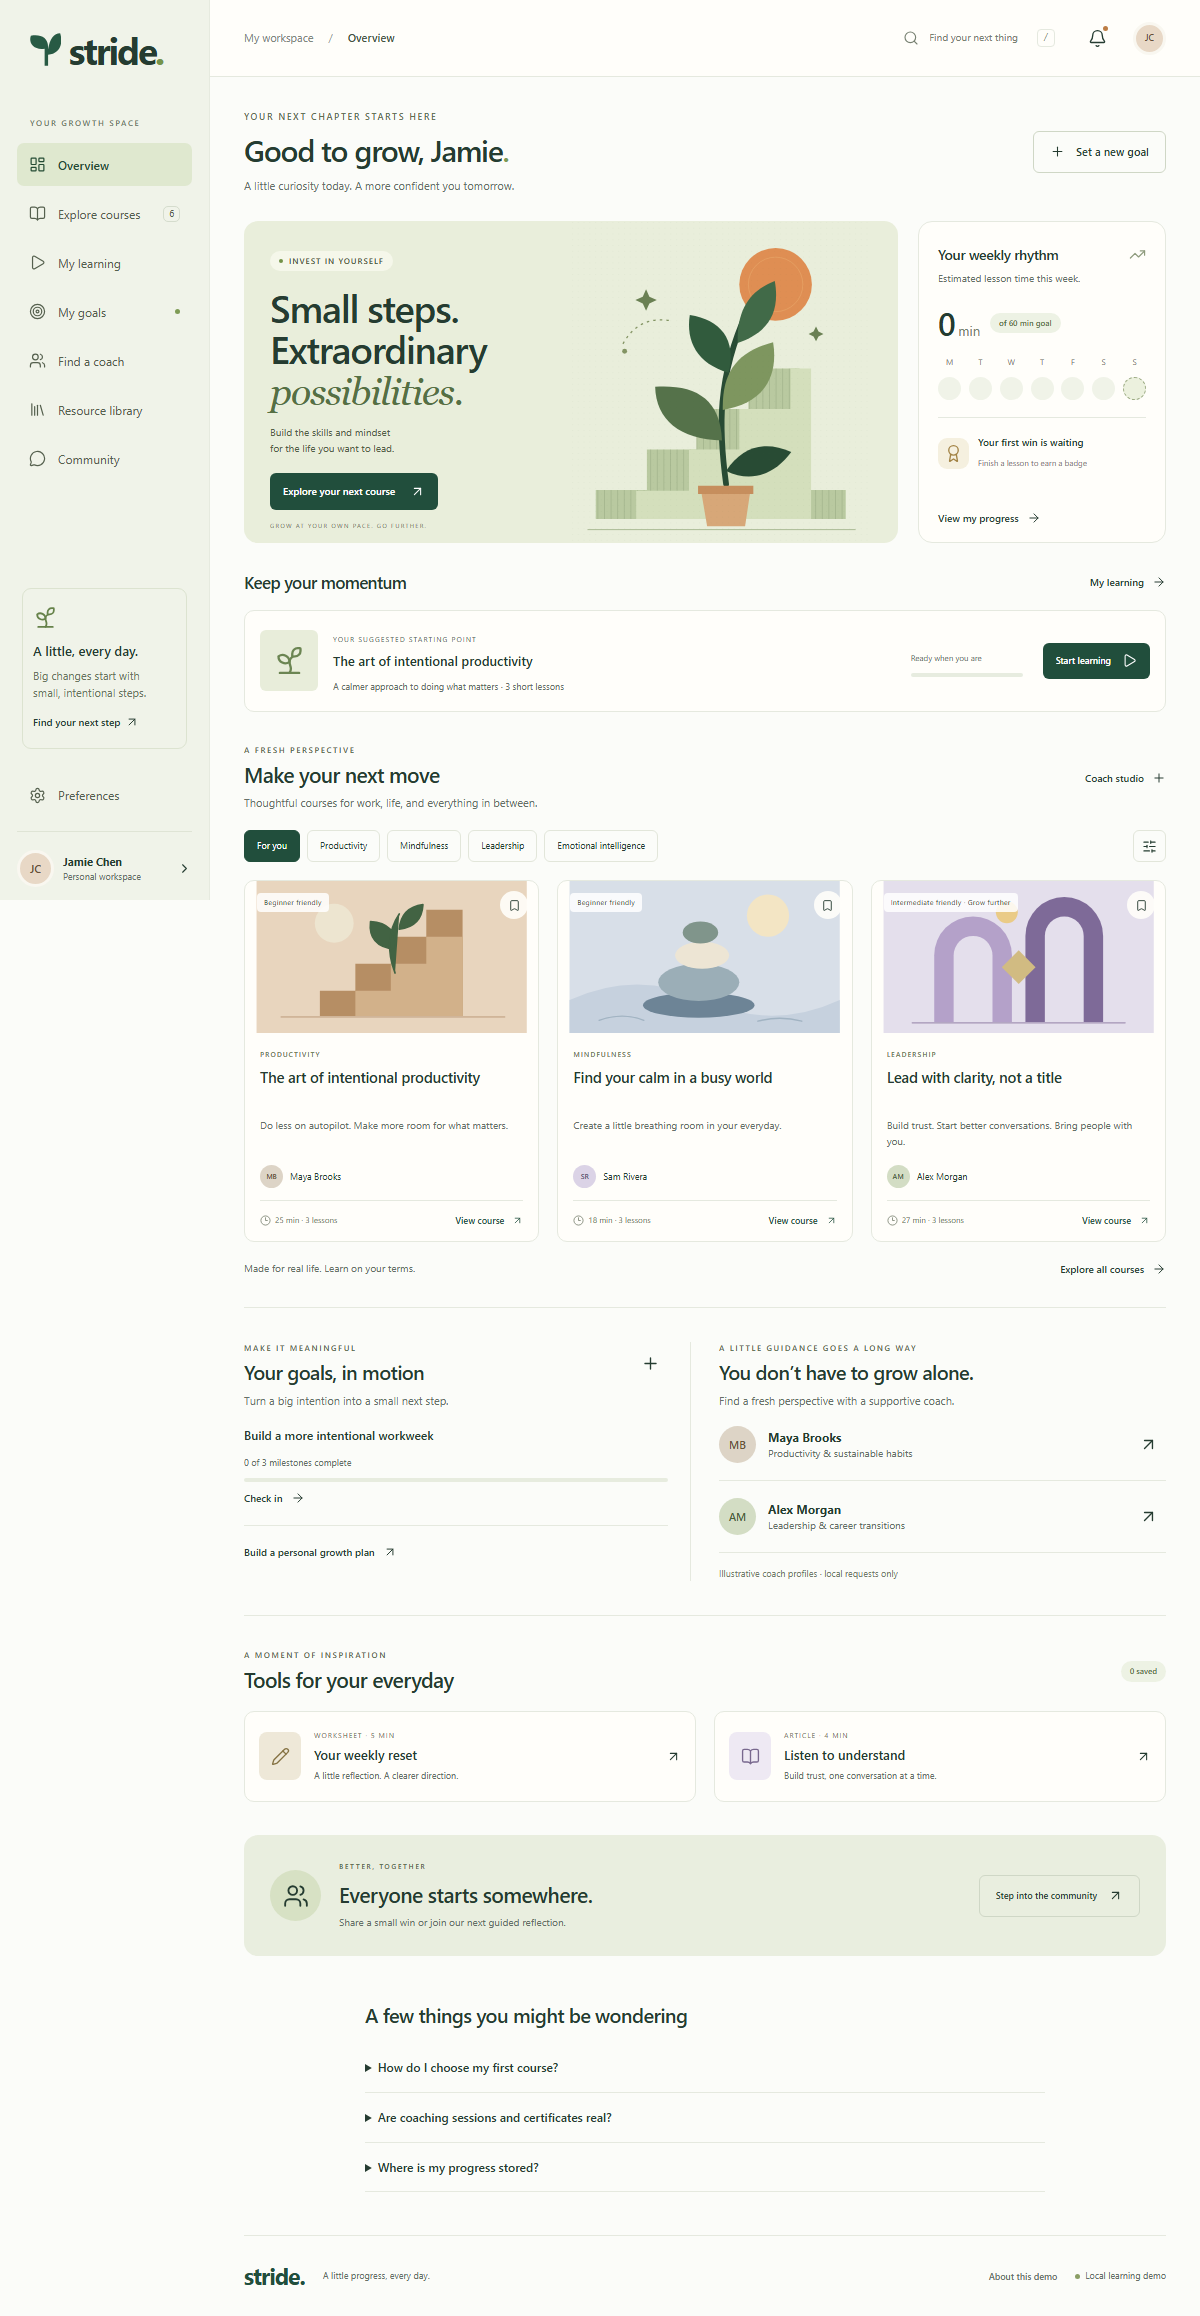 stride.
YOUR GROWTH SPACE
Overview
Explore courses 6
My learning
My goals
Find a coach
Resource library
Community
A little, every day.
Big changes start with
small, intentional steps.
Find your next step
Preferences
JC
Jamie Chen
Personal workspace
My workspace / Overview
Find your next thing /
JC
YOUR NEXT CHAPTER STARTS HERE
Good to grow, Jamie.
A little curiosity today. A more confident you tomorrow.
Set a new goal
INVEST IN YOURSELF
Small steps.
Extraordinary
possibilities.
Build the skills and mindset
for the life you want to lead.
Explore your next course
GROW AT YOUR OWN PACE. GO FURTHER.
Your weekly rhythm
Estimated lesson time this week.
0 min of 60 min goal
M T W T F S S
Your first win is waiting
Finish a lesson to earn a badge
View my progress
Keep your momentum
My learning
YOUR SUGGESTED STARTING POINT
The art of intentional productivity
A calmer approach to doing what matters · 3 short lessons
Ready when you are
Start learning
A FRESH PERSPECTIVE
Make your next move
Thoughtful courses for work, life, and everything in between.
Coach studio
For you Productivity Mindfulness Leadership Emotional intelligence
Beginner friendly
PRODUCTIVITY
The art of intentional productivity
Do less on autopilot. Make more room for what matters.
MB Maya Brooks
25 min · 3 lessons View course
Beginner friendly
MINDFULNESS
Find your calm in a busy world
Create a little breathing room in your everyday.
SR Sam Rivera
18 min · 3 lessons View course
Intermediate friendly · Grow further
LEADERSHIP
Lead with clarity, not a title
Build trust. Start better conversations. Bring people with
you.
AM Alex Morgan
27 min · 3 lessons View course
Made for real life. Learn on your terms.
Explore all courses
MAKE IT MEANINGFUL
Your goals, in motion
Turn a big intention into a small next step.
Build a more intentional workweek
0 of 3 milestones complete
Check in
Build a personal growth plan
A LITTLE GUIDANCE GOES A LONG WAY
You don’t have to grow alone.
Find a fresh perspective with a supportive coach.
MB
Maya Brooks
Productivity & sustainable habits
AM
Alex Morgan
Leadership & career transitions
Illustrative coach profiles · local requests only
A MOMENT OF INSPIRATION
Tools for your everyday
0 saved
WORKSHEET · 5 MIN
Your weekly reset
A little reflection. A clearer direction.
ARTICLE · 4 MIN
Listen to understand
Build trust, one conversation at a time.
BETTER, TOGETHER
Everyone starts somewhere.
Share a small win or join our next guided reflection.
Step into the community
A few things you might be wondering
How do I choose my first course?
Are coaching sessions and certificates real?
Where is my progress stored?
stride. A little progress, every day.
About this demo Local learning demo